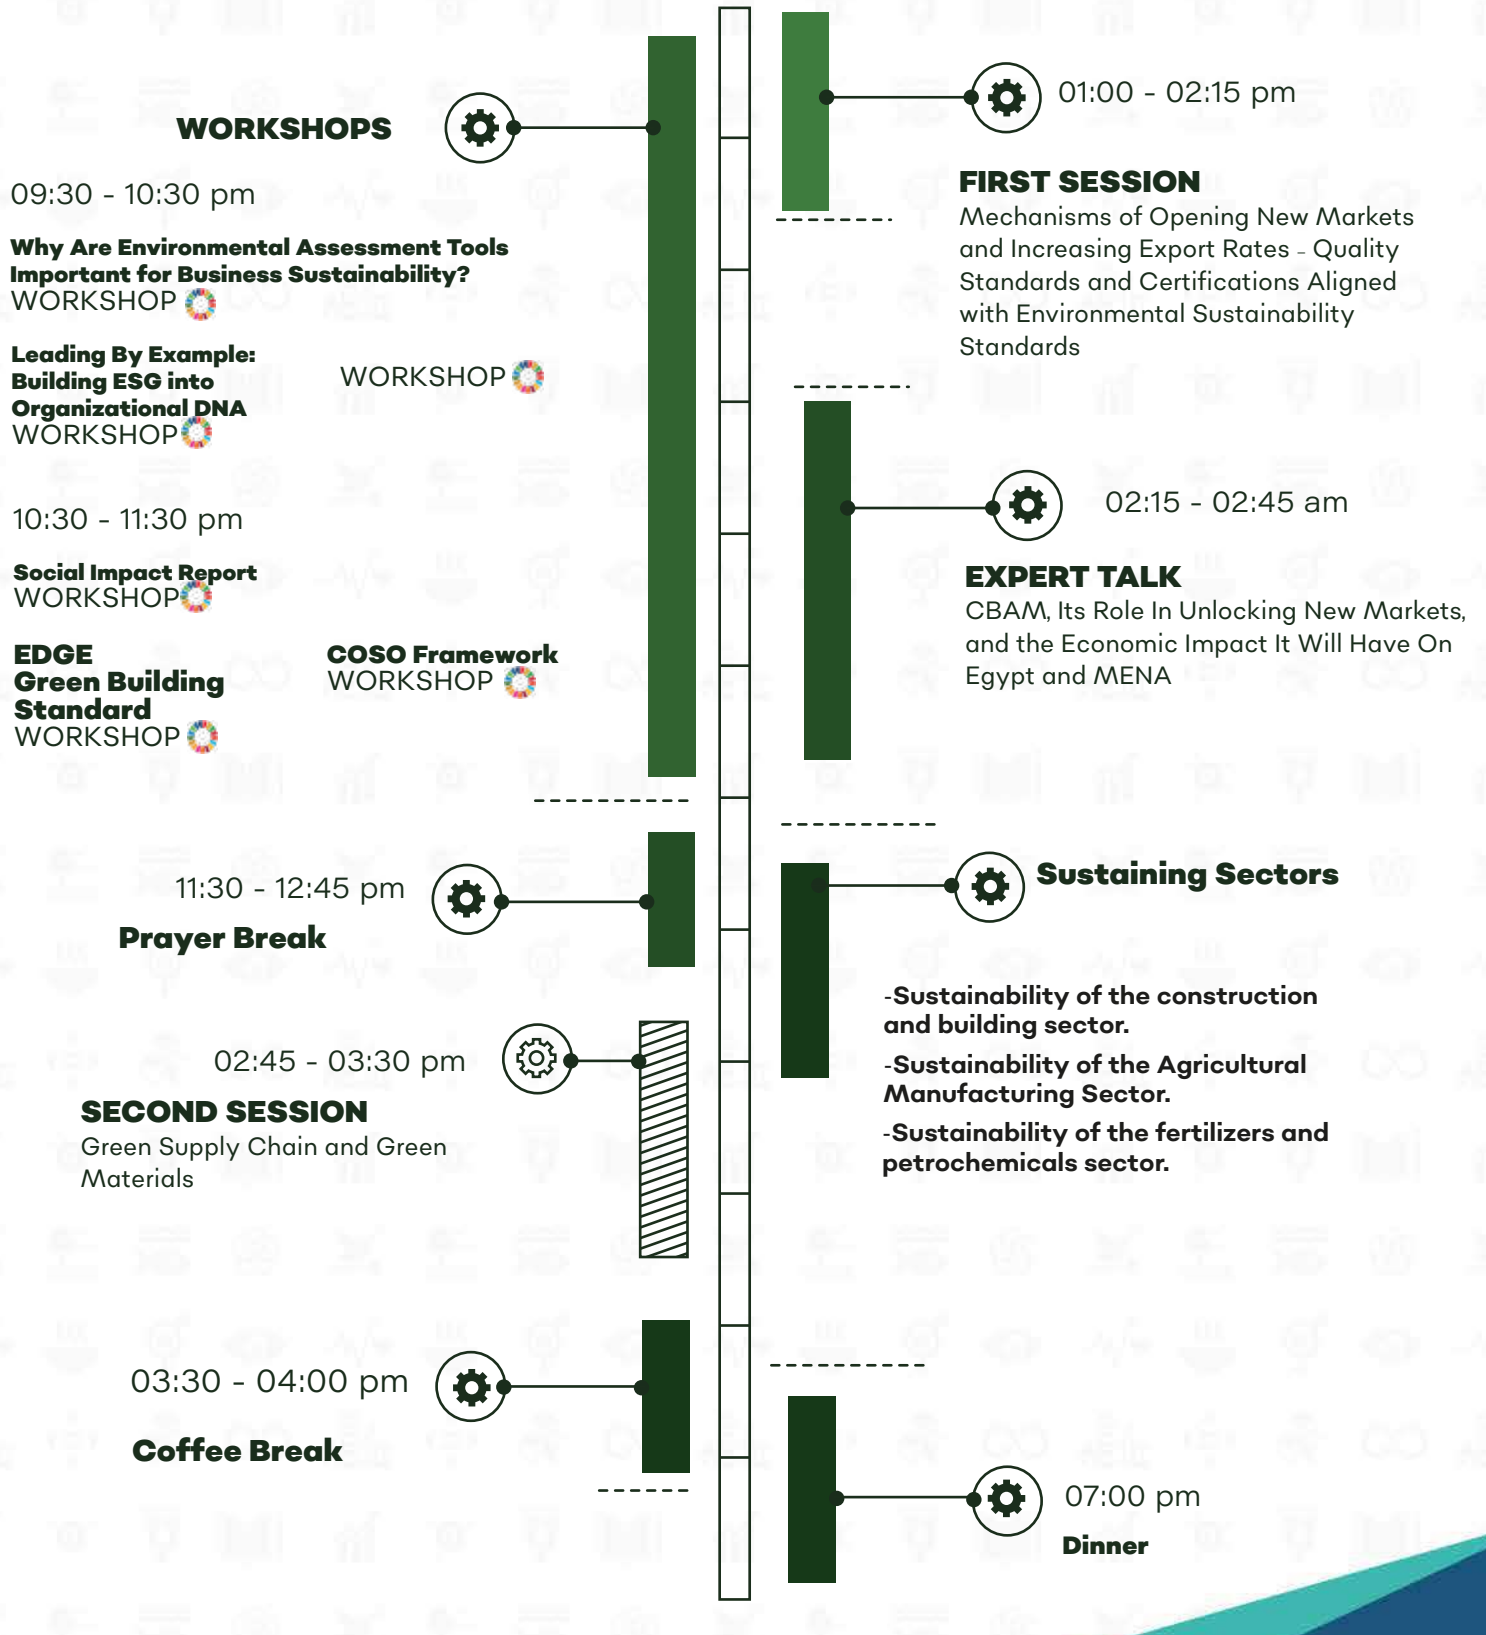 WORKSHOPS
09:30 - 10:30 pm
Why Are Environmental Assessment Tools
Important for Business Sustainability?
WORKSHOP
Leading By Example:
Building ESG into
Organizational DNA
WORKSHOP
WORKSHOP
10:30 - 11:30 pm
Social Impact Report
WORKSHOP
EDGE
Green Building
Standard
WORKSHOP
COSO Framework
WORKSHOP
11:30 - 12:45 pm
Prayer Break
02:45 - 03:30 pm
SECOND SESSION
Green Supply Chain and Green
Materials
03:30 - 04:00 pm
Coffee Break
01:00 - 02:15 pm
FIRST SESSION
Mechanisms of Opening New Markets
and Increasing Export Rates - Quality
Standards and Certifications Aligned
with Environmental Sustainability
Standards
02:15 - 02:45 am
EXPERT TALK
CBAM, Its Role In Unlocking New Markets,
and the Economic Impact It Will Have On
Egypt and MENA
Sustaining Sectors
-Sustainability of the construction
and building sector.
-Sustainability of the Agricultural
Manufacturing Sector.
-Sustainability of the fertilizers and
petrochemicals sector.
07:00 pm
Dinner